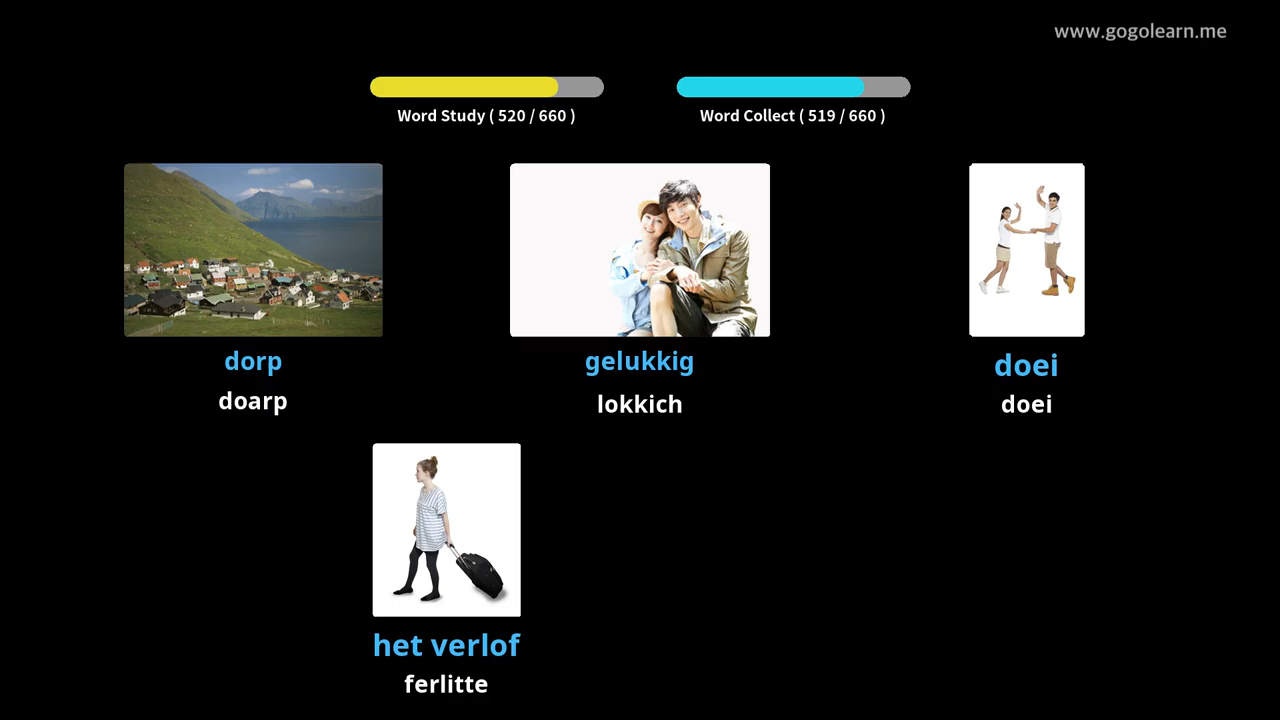 www.gogolearn.me
Word Study ( 520 / 660 )
Word Collect ( 519 / 660 )
dorp
doarp
gelukkig
lokkich
doei
doei
het verlof
ferlitte